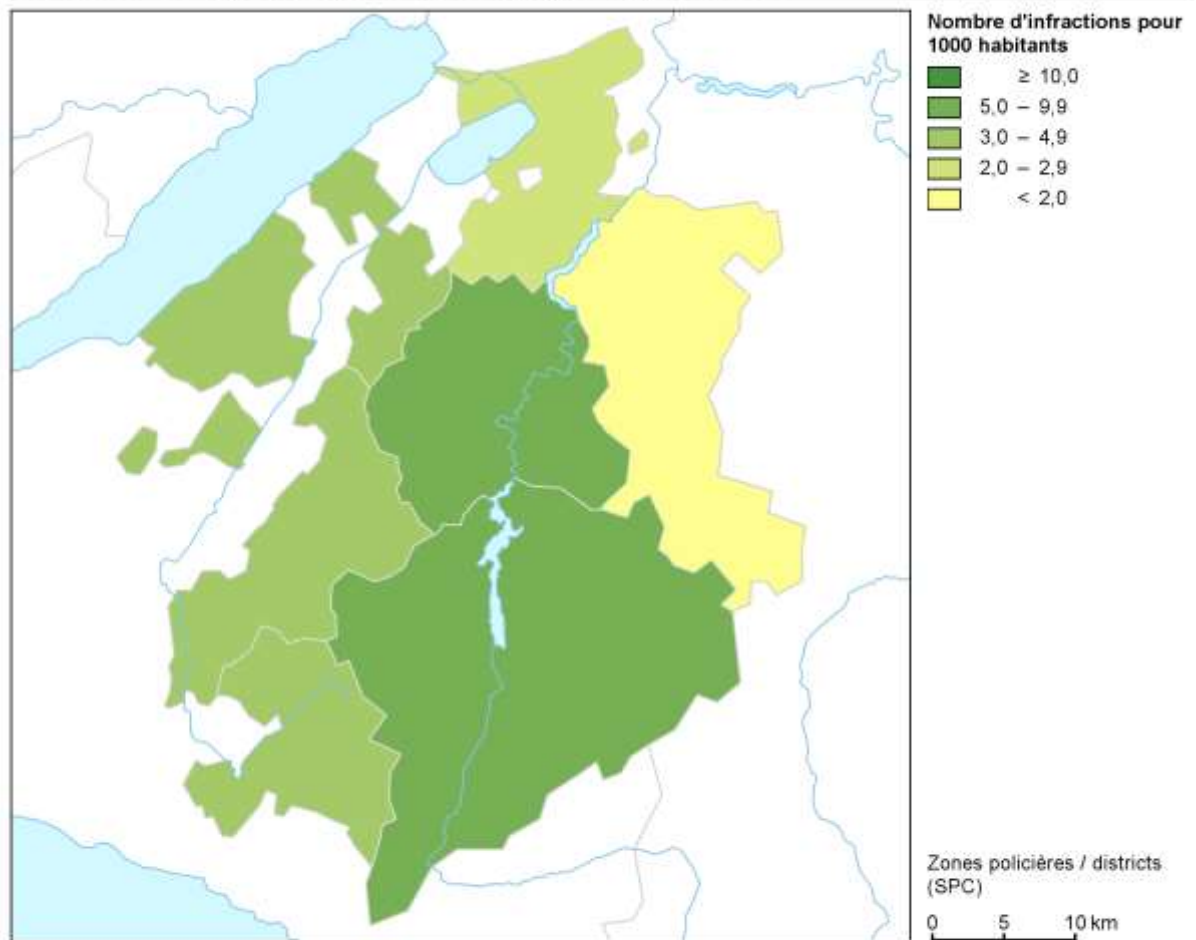 Nombre d'infractions pour
1000 habitants
≥ 10,0
5,0 – 9,9
3,0 – 4,9
2,0 – 2,9
< 2,0
Zones policières / districts
(SPC)
0 5 10 km